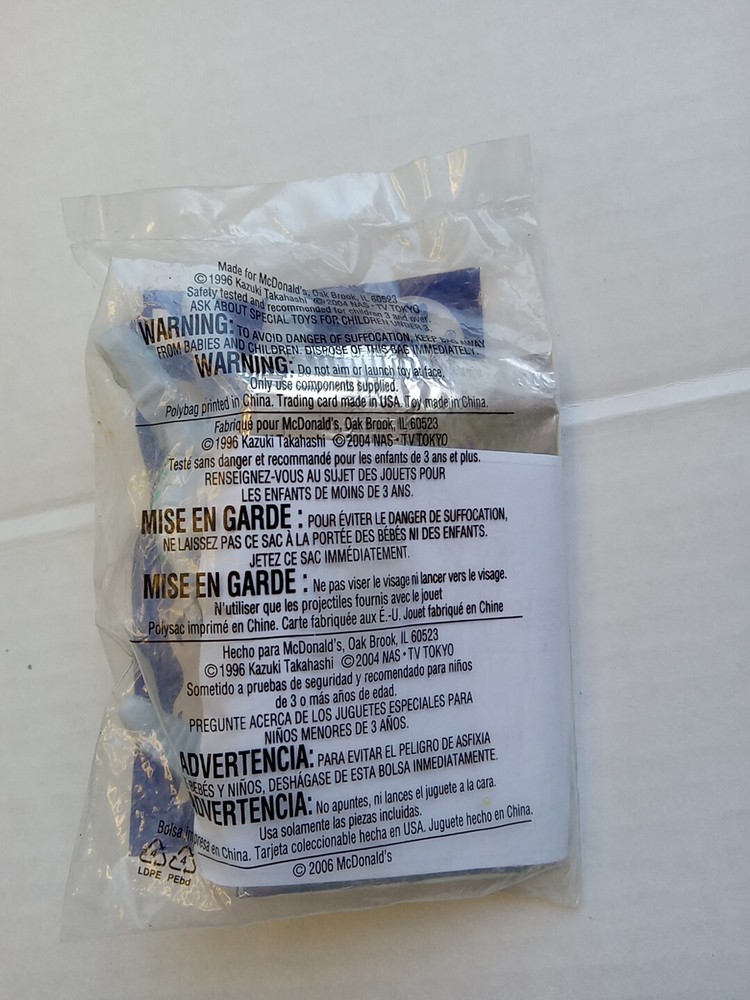 Made for McDonald's, Oak Brook, IL 60523
©1996 Kazuki Takahashi ©2004 NAS • TV TOKYO
Safety tested and recommended for children 3 and over.
ASK ABOUT SPECIAL TOYS FOR CHILDREN UNDER 3.
WARNING: TO AVOID DANGER OF SUFFOCATION, KEEP BAG AWAY
FROM BABIES AND CHILDREN. DISPOSE OF THIS BAG IMMEDIATELY.
WARNING: Do not aim or launch toy at face.
Only use components supplied.
Polybag printed in China. Trading card made in USA. Toy made in China.
Fabriqué pour McDonald's, Oak Brook, IL 60523
©1996 Kazuki Takahashi ©2004 NAS • TV TOKYO
Testé sans danger et recommandé pour les enfants de 3 ans et plus.
RENSEIGNEZ-VOUS AU SUJET DES JOUETS POUR
LES ENFANTS DE MOINS DE 3 ANS.
MISE EN GARDE : POUR ÉVITER LE DANGER DE SUFFOCATION,
NE LAISSEZ PAS CE SAC À LA PORTÉE DES BÉBÉS NI DES ENFANTS.
JETEZ CE SAC IMMÉDIATEMENT.
MISE EN GARDE : Ne pas viser le visage ni lancer vers le visage.
N'utiliser que les projectiles fournis avec le jouet
Polysac imprimé en Chine. Carte fabriquée aux É.-U. Jouet fabriqué en Chine
Hecho para McDonald's, Oak Brook, IL 60523
©1996 Kazuki Takahashi ©2004 NAS • TV TOKYO
Sometido a pruebas de seguridad y recomendado para niños
de 3 o más años de edad.
PREGUNTE ACERCA DE LOS JUGUETES ESPECIALES PARA
NIÑOS MENORES DE 3 AÑOS.
ADVERTENCIA: PARA EVITAR EL PELIGRO DE ASFIXIA
BEBÉS Y NIÑOS, DESHÁGASE DE ESTA BOLSA INMEDIATAMENTE.
ADVERTENCIA: No apuntes, ni lances el juguete a la cara.
Usa solamente las piezas incluidas.
Bolsa impresa en China. Tarjeta coleccionable hecha en USA. Juguete hecho en China.
© 2006 McDonald's
4 4
LDPE PEbd